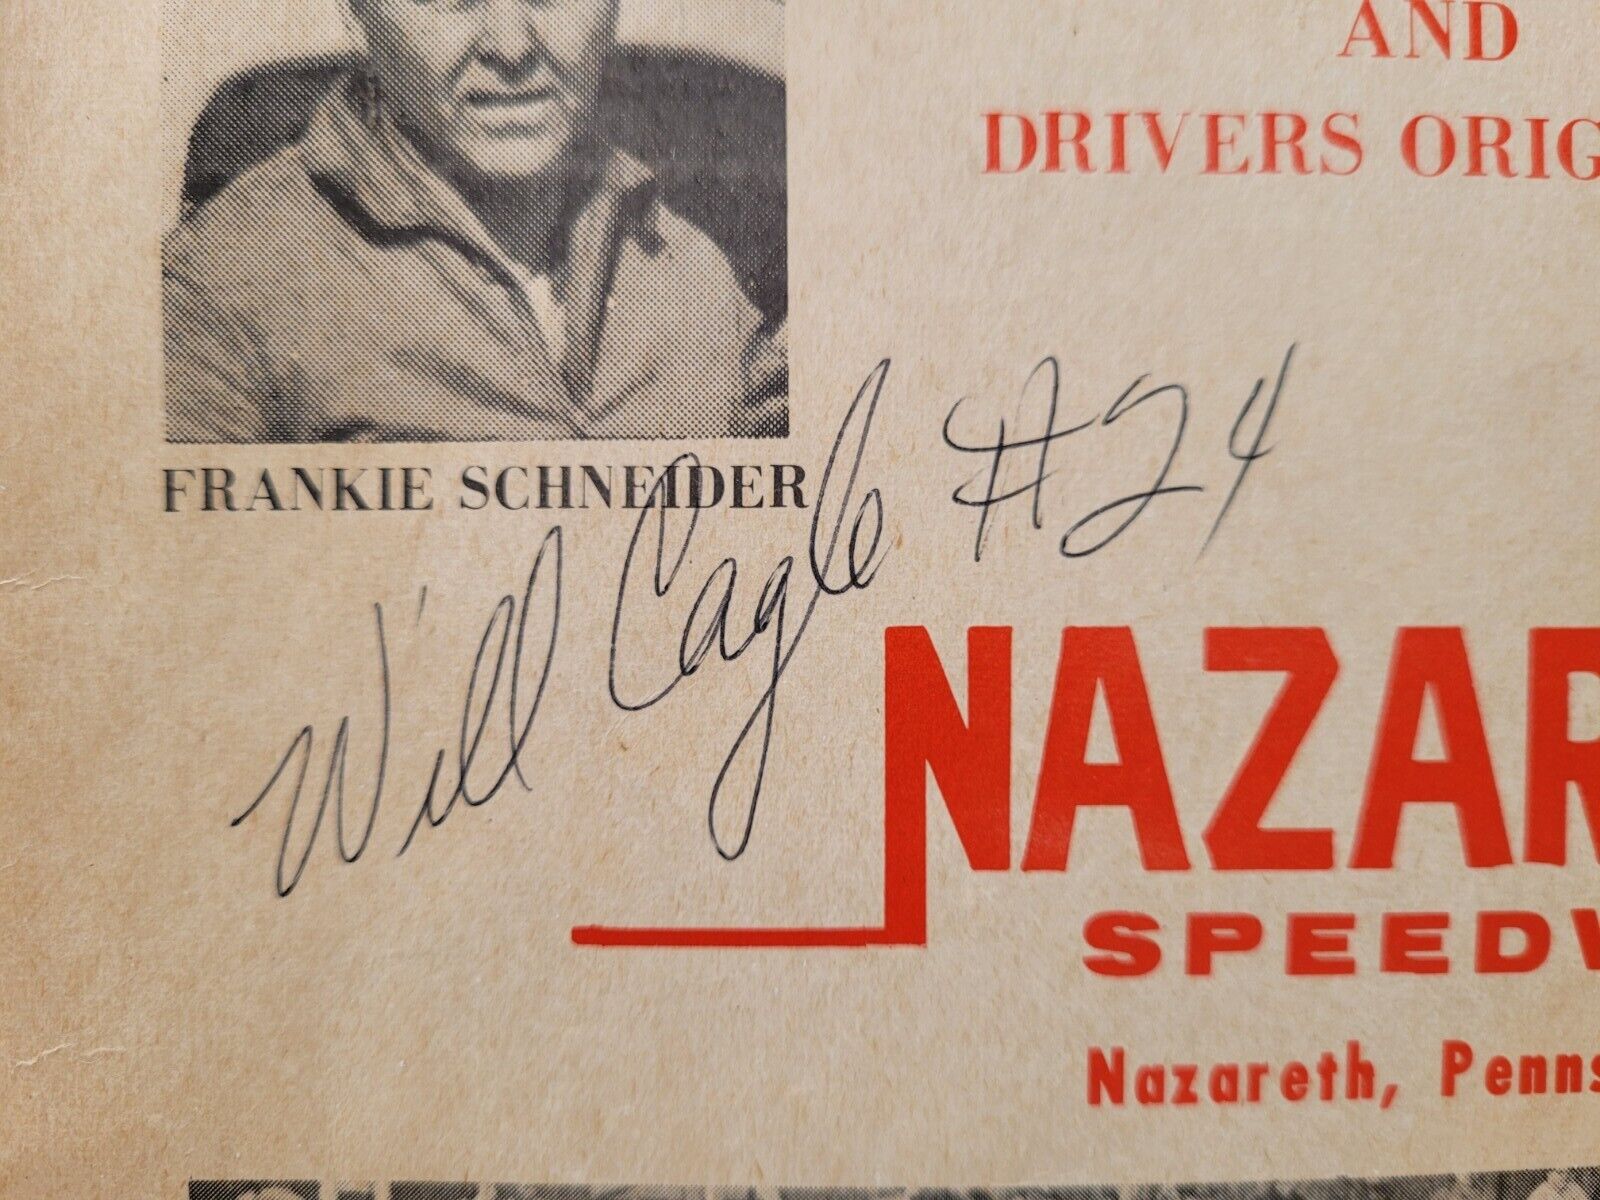 AND
DRIVERS ORIG
FRANKIE SCHNEIDER
Will Cagle #24
NAZAR
SPEEDW
Nazareth, Penns